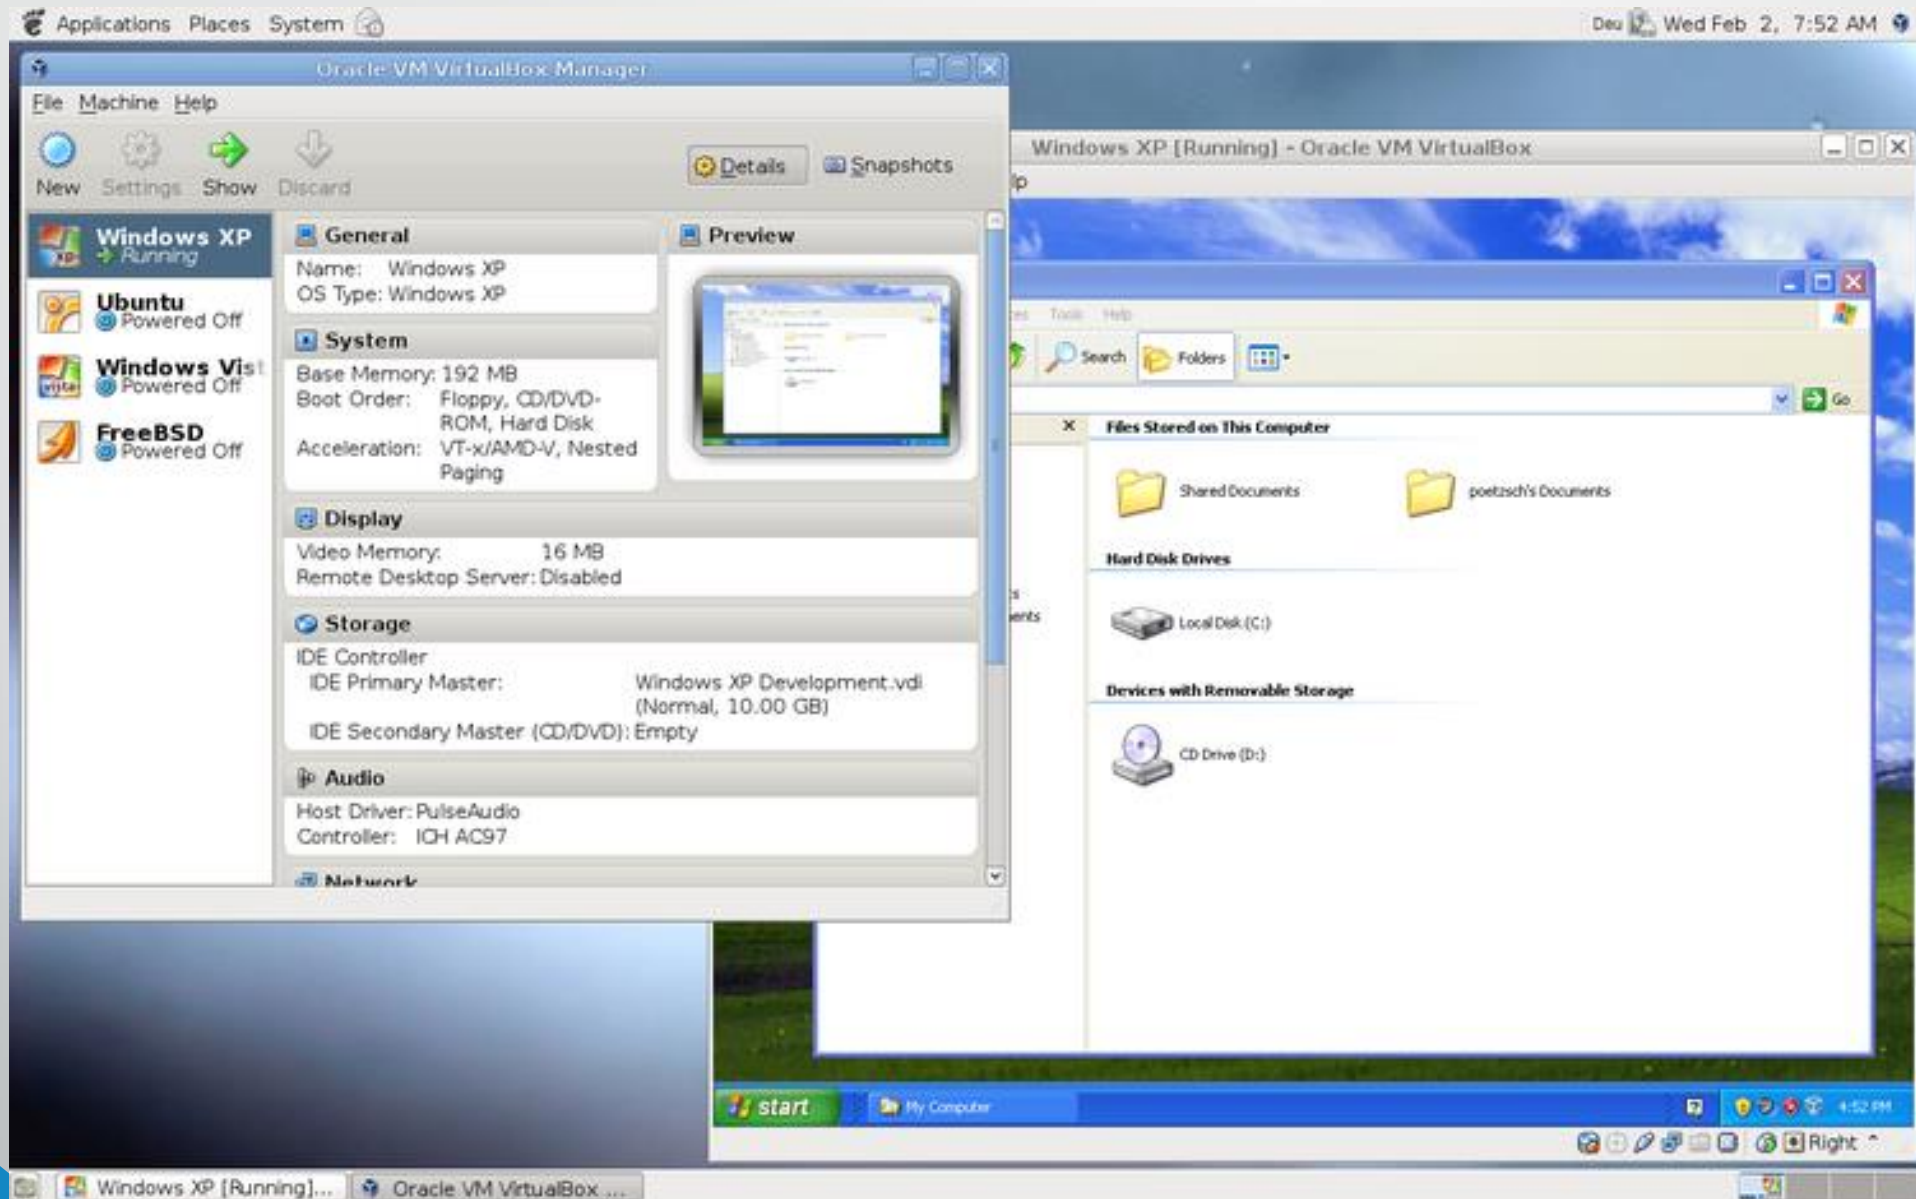 Applications Places System
Deu Wed Feb 2, 7:52 AM
Oracle VM VirtualBox Manager
File Machine Help
New Settings Show Discard
Details Snapshots
Windows XP
Running
Ubuntu
Powered Off
Windows Vist
Powered Off
FreeBSD
Powered Off
General
Name: Windows XP
OS Type: Windows XP
Preview
System
Base Memory: 192 MB
Boot Order: Floppy, CD/DVD-
ROM, Hard Disk
Acceleration: VT-x/AMD-V, Nested
Paging
Display
Video Memory: 16 MB
Remote Desktop Server: Disabled
Storage
IDE Controller
IDE Primary Master: Windows XP Development.vdi
(Normal, 10.00 GB)
IDE Secondary Master (CD/DVD): Empty
Audio
Host Driver: PulseAudio
Controller: ICH AC97
Network
Windows XP [Running] - Oracle VM VirtualBox
lp
Tools Help
Search Folders
Go
Files Stored on This Computer
Shared Documents poetzsch's Documents
Hard Disk Drives
ents
Local Disk (C:)
Devices with Removable Storage
CD Drive (D:)
start My Computer 4:52 PM
Right
Windows XP [Running]... Oracle VM VirtualBox ...